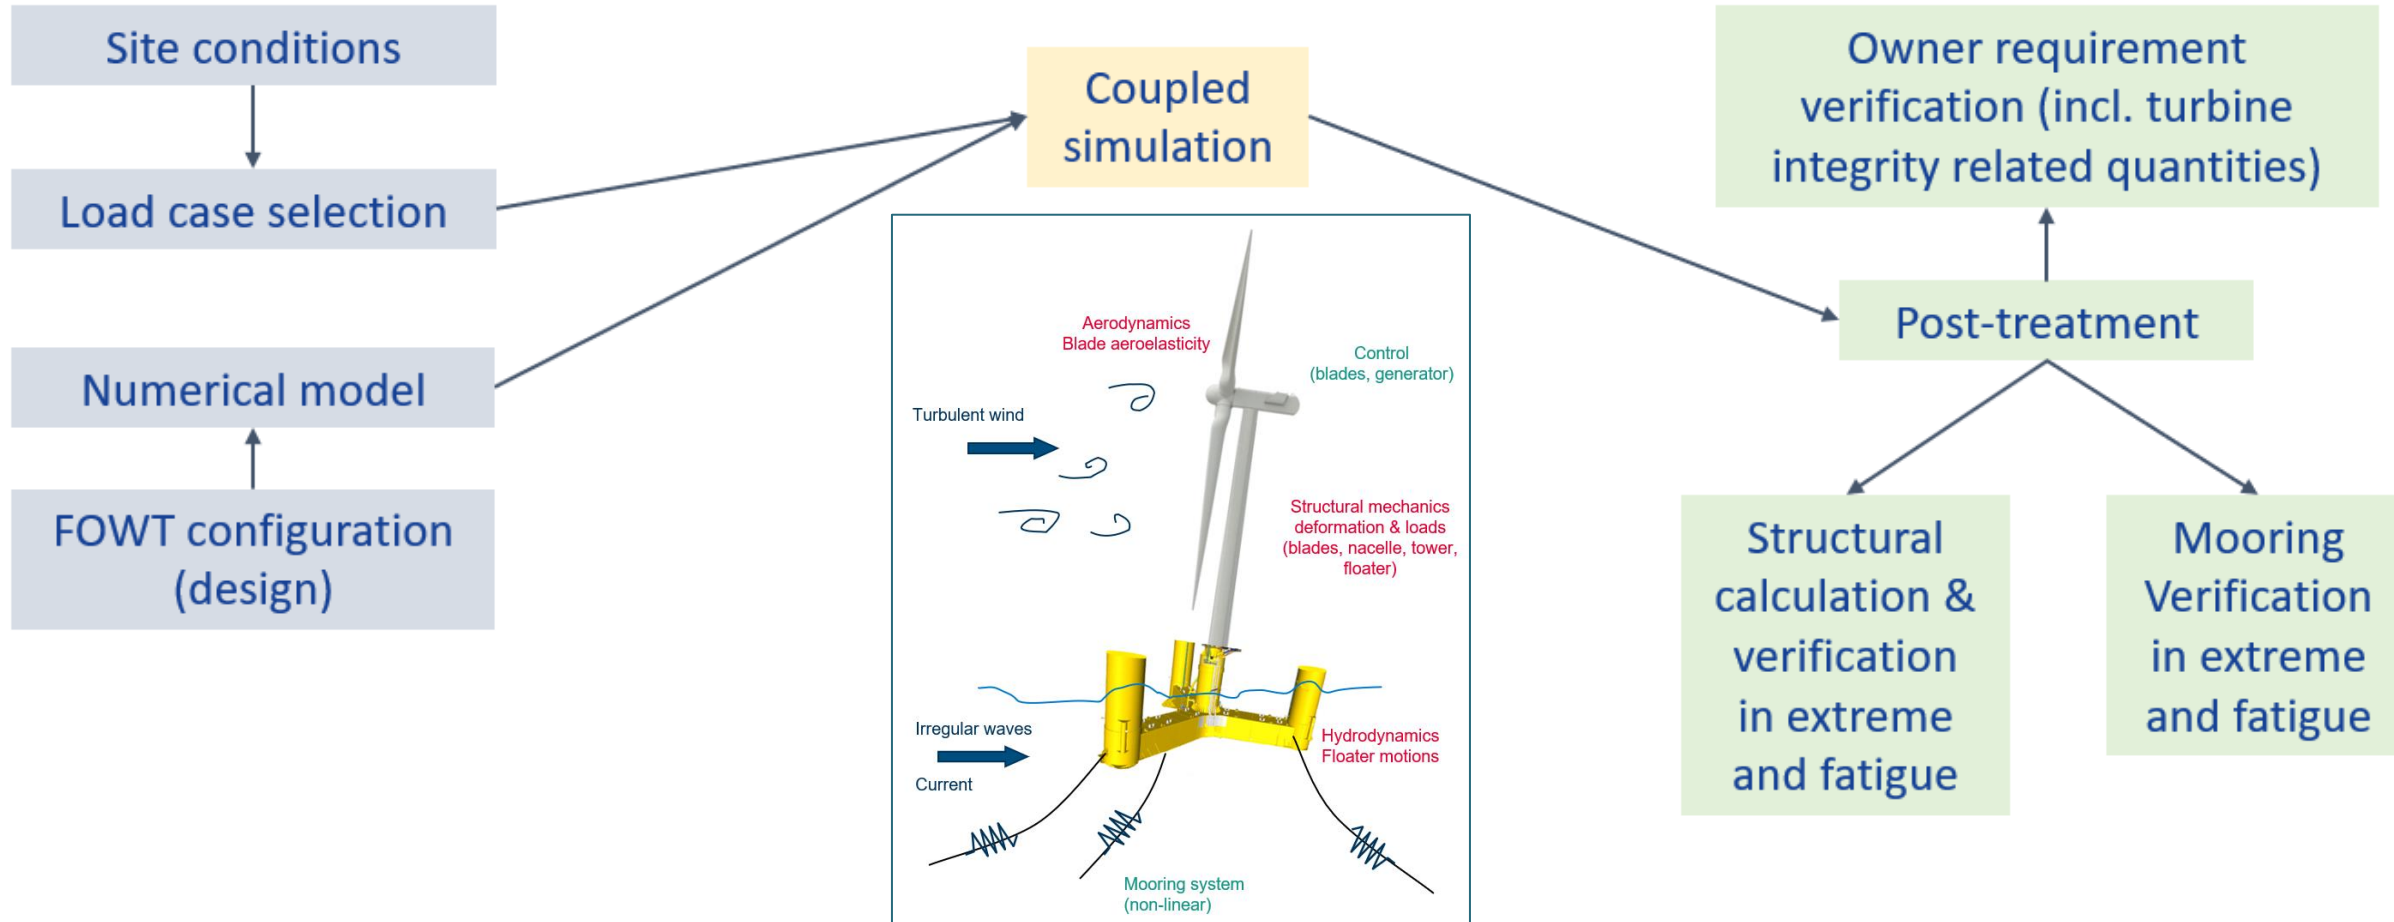 Site conditions
Load case selection
Numerical model
FOWT configuration
(design)
Coupled
simulation
Aerodynamics
Blade aeroelasticity
Control
(blades, generator)
Turbulent wind
Structural mechanics
deformation & loads
(blades, nacelle, tower,
floater)
Irregular waves
Current
Hydrodynamics
Floater motions
Mooring system
(non-linear)
Owner requirement
verification (incl. turbine
integrity related quantities)
Post-treatment
Structural
calculation &
verification
in extreme
and fatigue
Mooring
Verification
in extreme
and fatigue